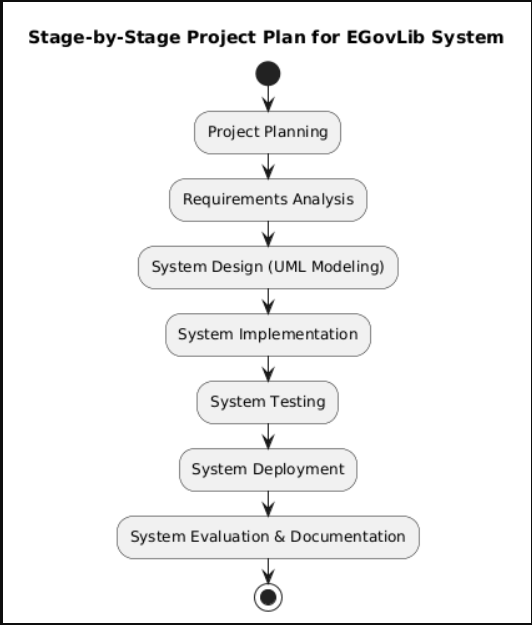 Stage-by-Stage Project Plan for EGovLib System
Project Planning
Requirements Analysis
System Design (UML Modeling)
System Implementation
System Testing
System Deployment
System Evaluation & Documentation